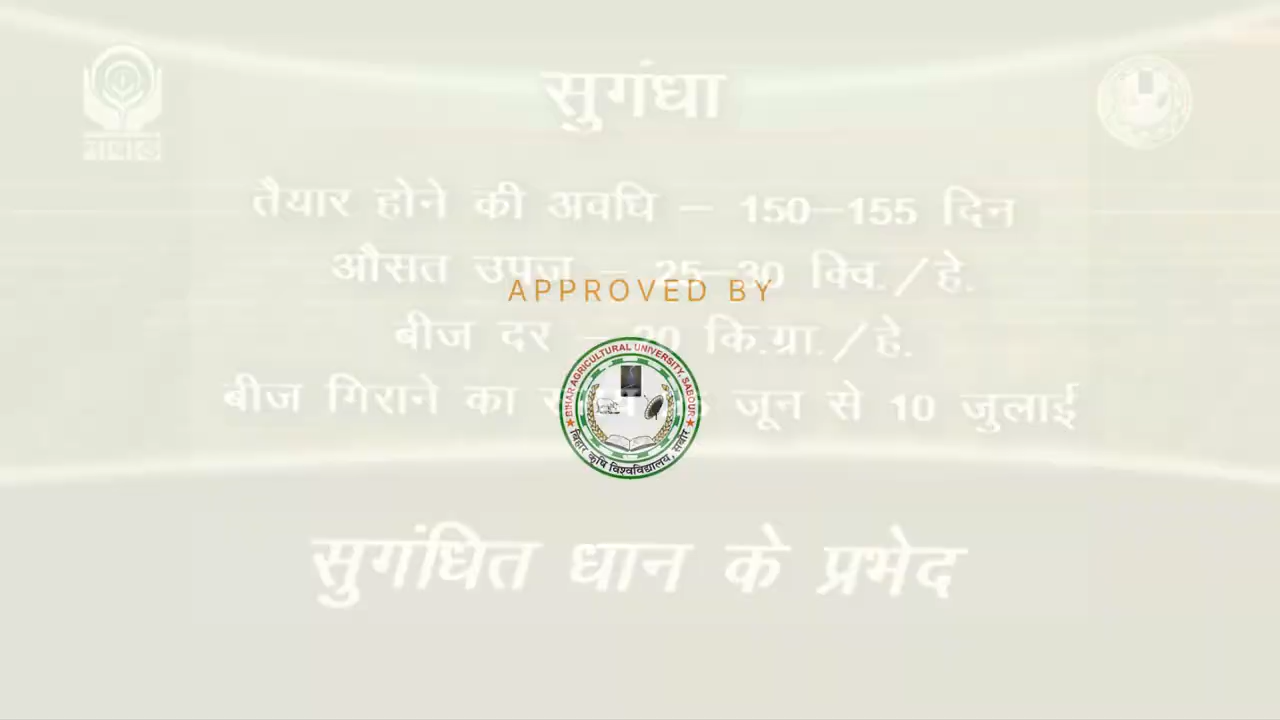 सुगंधा
तैयार होने की अवधि – 150–155 दिन
औसत उपज – 25–30 क्वि./हे.
APPROVED BY
बीज दर – कि.ग्रा./हे.
BIHAR AGRICULTURAL UNIVERSITY, SABOUR
बीज गिराने का जून से 10 जुलाई
बिहार कृषि विश्वविद्यालय, सबौर
सुगंधित धान के प्रभेद